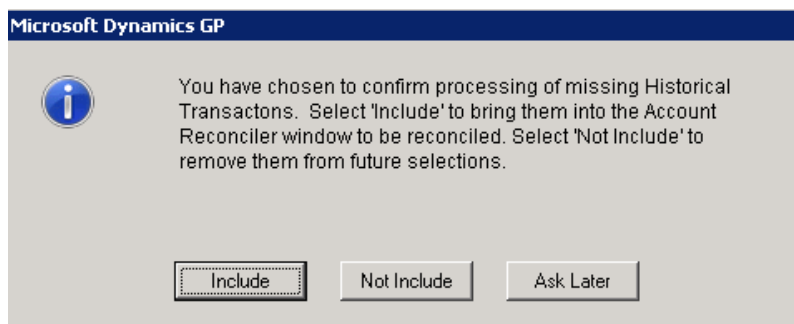 Microsoft Dynamics GP
You have chosen to confirm processing of missing Historical
Transactons. Select 'Include' to bring them into the Account
Reconciler window to be reconciled. Select 'Not Include' to
remove them from future selections.
Include Not Include Ask Later